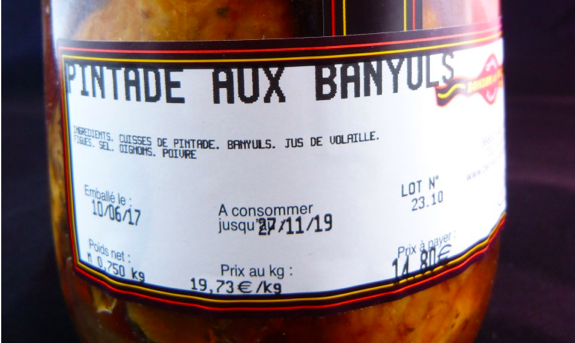 PINTADE AUX BANYULS
INGREDIENTS. CUISSES DE PINTADE. BANYULS. JUS DE VOLAILLE.
FIGUES. SEL. OIGNONS. POIVRE
Emballé le :
10/06/17
A consommer
jusqu'au 27/11/19
LOT N°
23.10
Poids net :
0,750 kg
Prix au kg :
19,73€/kg
Prix à payer :
14,80€